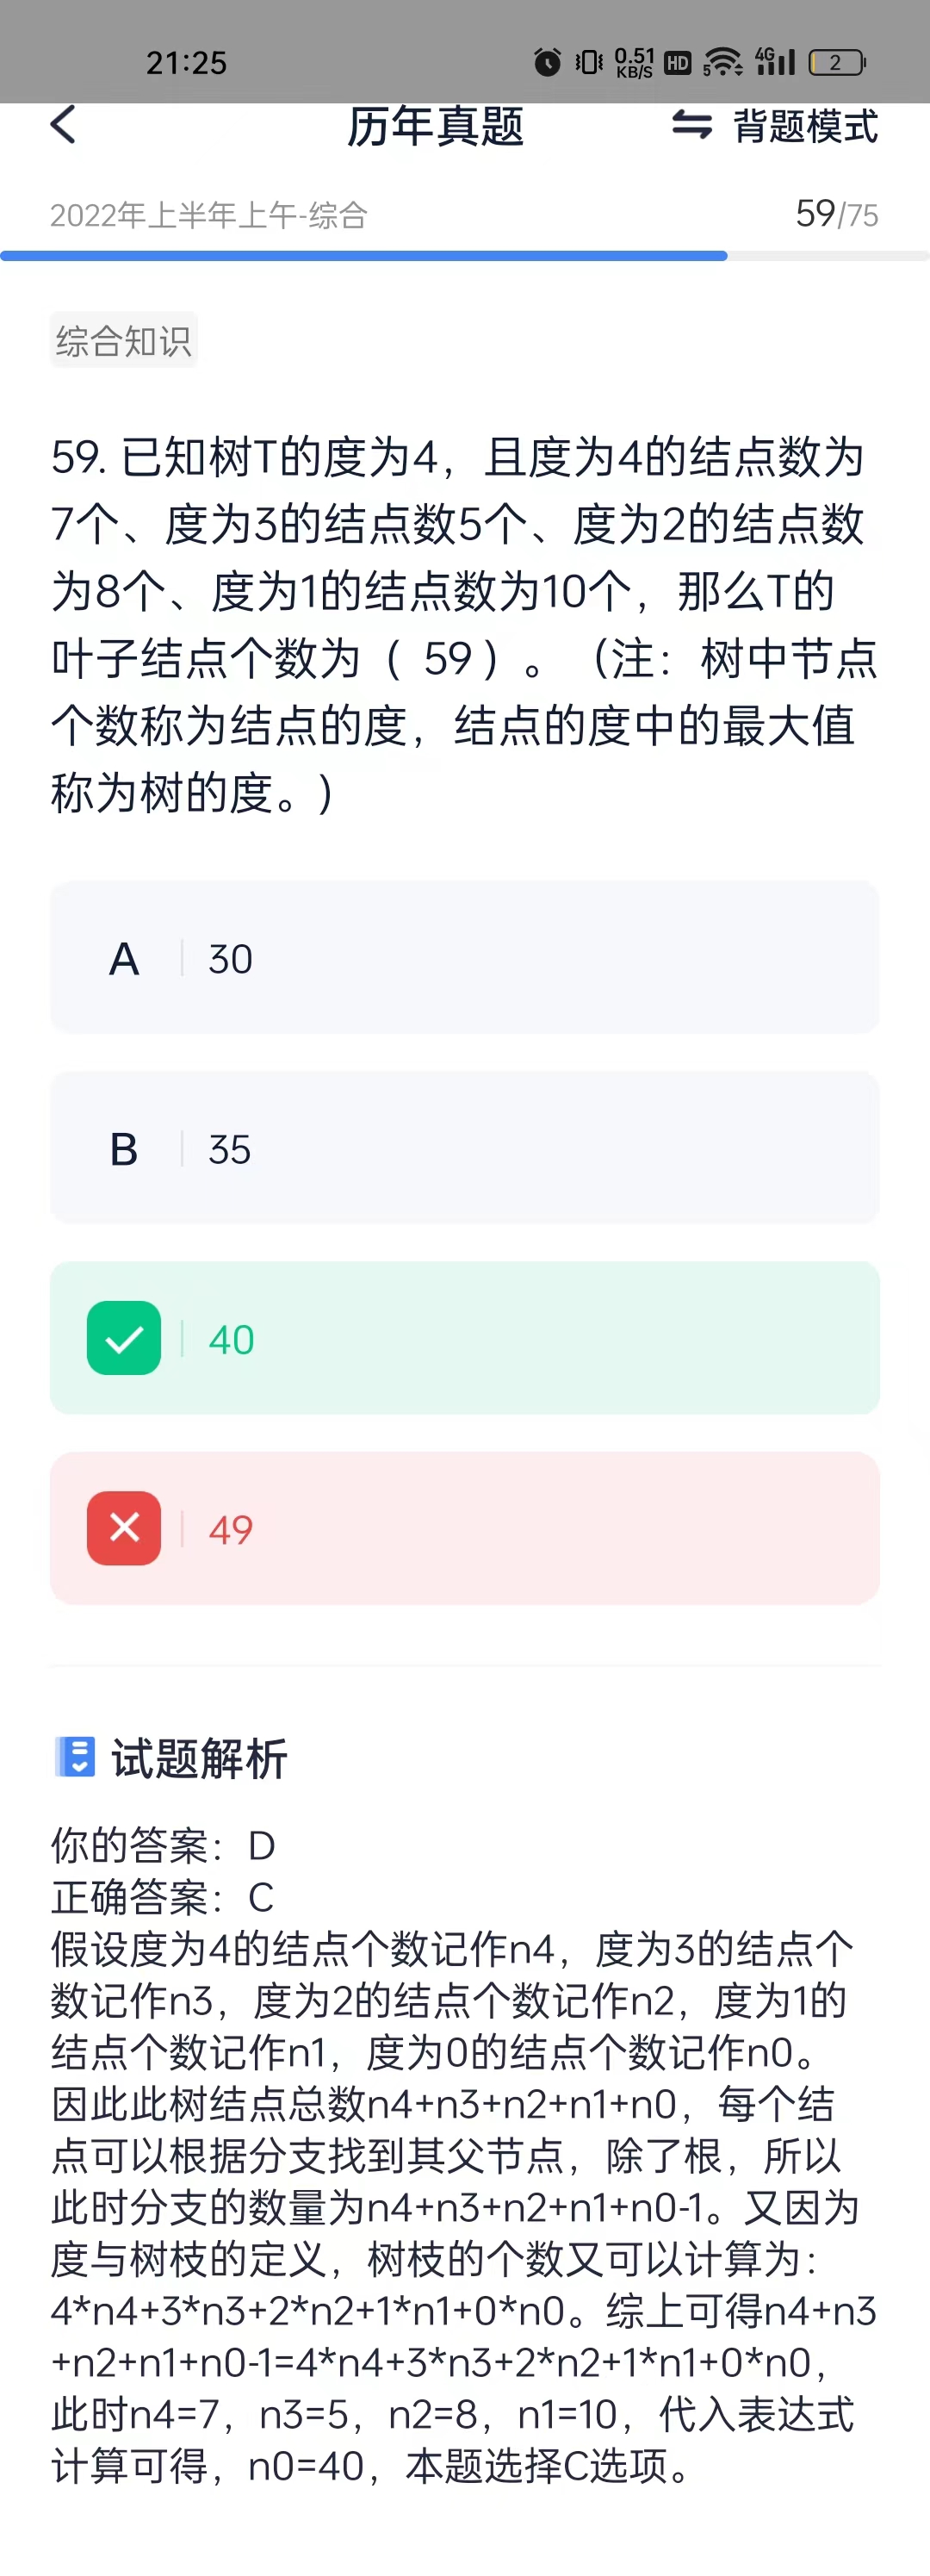 21:25
0.51 KB/S HD 5 4G 2
历年真题
背题模式
2022年上半年上午-综合
59/75
综合知识
59. 已知树T的度为4，且度为4的结点数为
7个、度为3的结点数5个、度为2的结点数
为8个、度为1的结点数为10个，那么T的
叶子结点个数为（ 59）。（注：树中节点
个数称为结点的度，结点的度中的最大值
称为树的度。)
A 30
B 35
40
49
试题解析
你的答案：D
正确答案：C
假设度为4的结点个数记作n4，度为3的结点个
数记作n3，度为2的结点个数记作n2，度为1的
结点个数记作n1，度为0的结点个数记作n0。
因此此树结点总数n4+n3+n2+n1+n0，每个结
点可以根据分支找到其父节点，除了根，所以
此时分支的数量为n4+n3+n2+n1+n0-1。又因为
度与树枝的定义，树枝的个数又可以计算为：
4*n4+3*n3+2*n2+1*n1+0*n0。综上可得n4+n3
+n2+n1+n0-1=4*n4+3*n3+2*n2+1*n1+0*n0，
此时n4=7，n3=5，n2=8，n1=10，代入表达式
计算可得，n0=40，本题选择C选项。